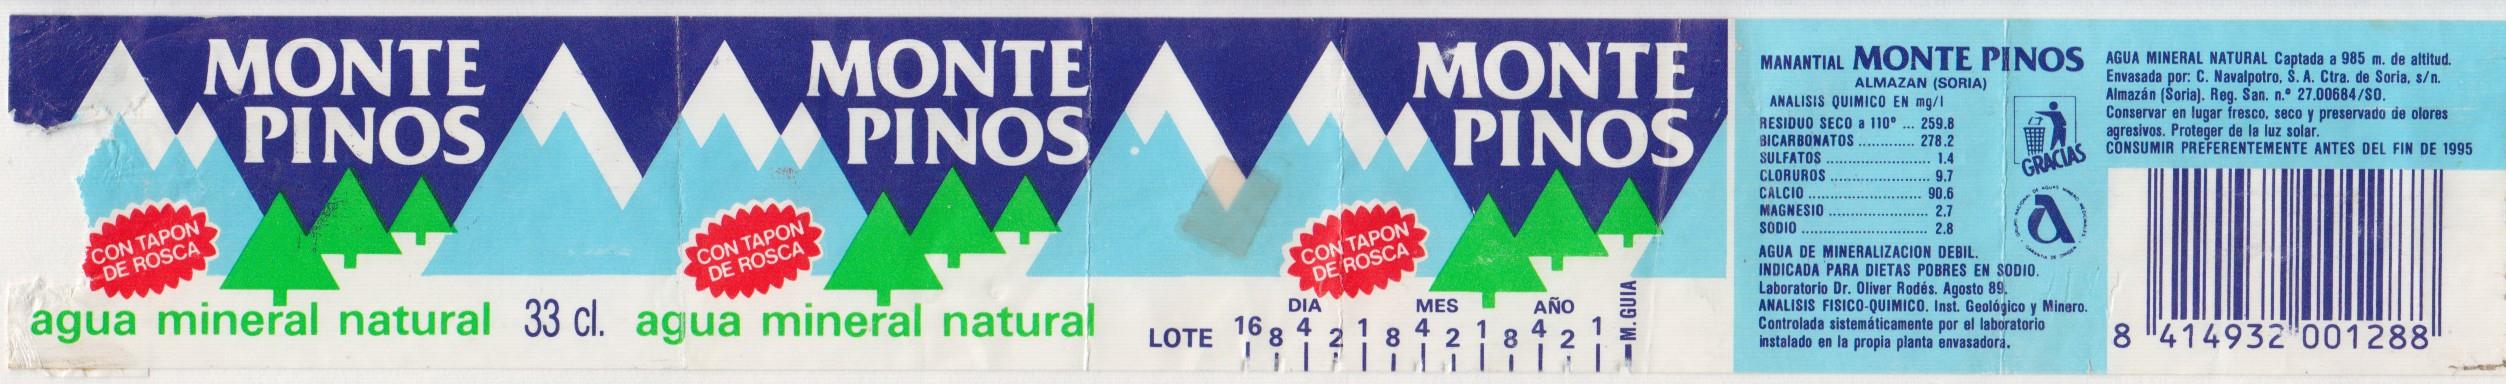 MONTE
PINOS
CON TAPON
DE ROSCA
agua mineral natural
33 cl.
MONTE
PINOS
CON TAPON
DE ROSCA
agua mineral natural
MONTE
PINOS
CON TAPON
DE ROSCA
DIA MES AÑO
LOTE 16 8 4 2 1 8 4 2 1 8 4 2 1 M. GUIA
MANANTIAL MONTE PINOS
ALMAZAN (SORIA)
ANALISIS QUIMICO EN mg/l
RESIDUO SECO a 110º ... 259.8
BICARBONATOS ............. 278.2
SULFATOS ...................... 1.4
CLORUROS ..................... 9.7
CALCIO ......................... 90.6
MAGNESIO ..................... 2.7
SODIO ........................... 2.8
AGUA DE MINERALIZACION DEBIL.
INDICADA PARA DIETAS POBRES EN SODIO.
Laboratorio Dr. Oliver Rodés. Agosto 89.
ANALISIS FISICO-QUIMICO. Inst. Geológico y Minero.
Controlada sistemáticamente por el laboratorio
instalado en la propia planta envasadora.
GRACIAS
AGUA MINERAL NATURAL Captada a 985 m. de altitud.
Envasada por: C. Navalpotro, S. A. Ctra. de Soria, s/n.
Almazán (Soria). Reg. San. n.º 27.00684/SO.
Conservar en lugar fresco, seco y preservado de olores
agresivos. Proteger de la luz solar.
CONSUMIR PREFERENTEMENTE ANTES DEL FIN DE 1995
8 414932 001288